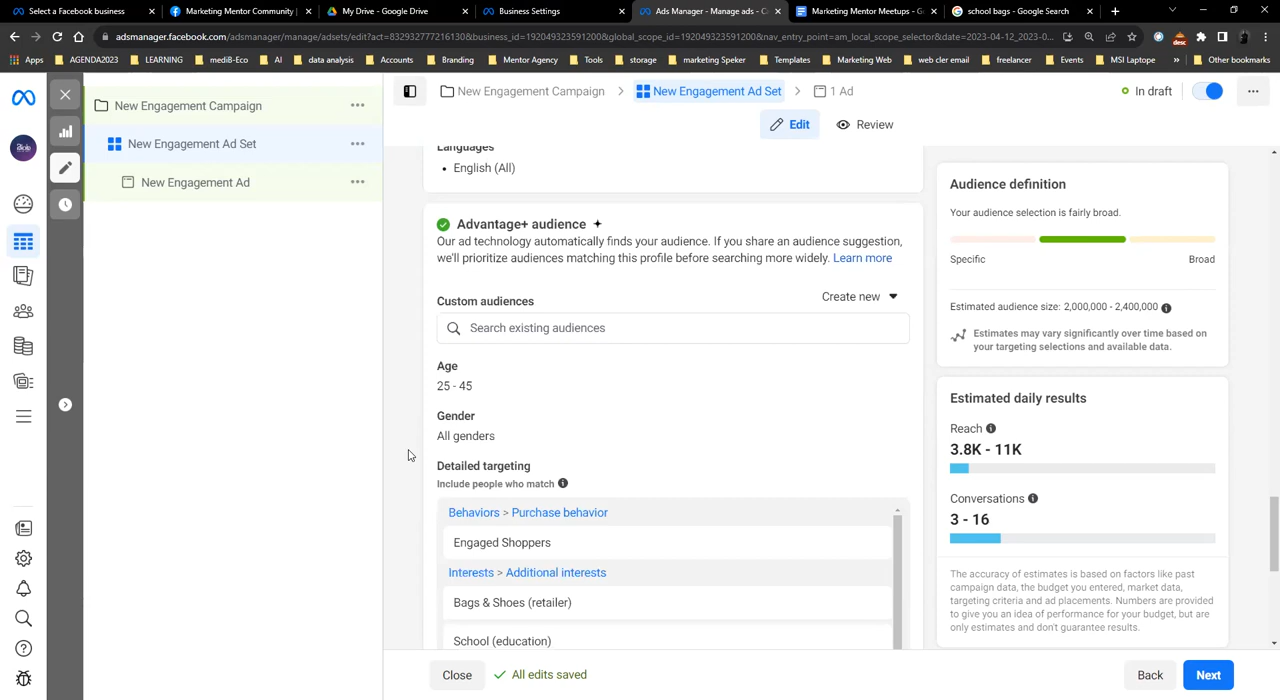 Select a Facebook business
Marketing Mentor Community |
My Drive - Google Drive
Business Settings
Ads Manager - Manage ads - C
Marketing Mentor Meetups - G
school bags - Google Search
adsmanager.facebook.com/adsmanager/manage/adsets/edit?act=832932777216130&business_id=192049323591200&global_scope_id=192049323591200&nav_entry_point=am_local_scope_selector&date=2023-04-12_2023-0...
Apps
AGENDA2023
LEARNING
medi8-Eco
AI
data analysis
Accounts
Branding
Mentor Agency
Tools
storage
marketing Speker
Templates
Marketing Web
web cler email
freelancer
Events
MSI Laptope
»
Other bookmarks
New Engagement Campaign
New Engagement Ad Set
New Engagement Ad
New Engagement Campaign
New Engagement Ad Set
1 Ad
In draft
Edit
Review
Languages
• English (All)
Advantage+ audience
Our ad technology automatically finds your audience. If you share an audience suggestion,
we'll prioritize audiences matching this profile before searching more widely. Learn more
Custom audiences
Create new
Search existing audiences
Age
25 - 45
Gender
All genders
Detailed targeting
Include people who match
Behaviors > Purchase behavior
Engaged Shoppers
Interests > Additional interests
Bags & Shoes (retailer)
School (education)
Audience definition
Your audience selection is fairly broad.
Specific
Broad
Estimated audience size: 2,000,000 - 2,400,000
Estimates may vary significantly over time based on
your targeting selections and available data.
Estimated daily results
Reach
3.8K - 11K
Conversations
3 - 16
The accuracy of estimates is based on factors like past
campaign data, the budget you entered, market data,
targeting criteria and ad placements. Numbers are provided
to give you an idea of performance for your budget, but are
only estimates and don't guarantee results.
Close
All edits saved
Back
Next